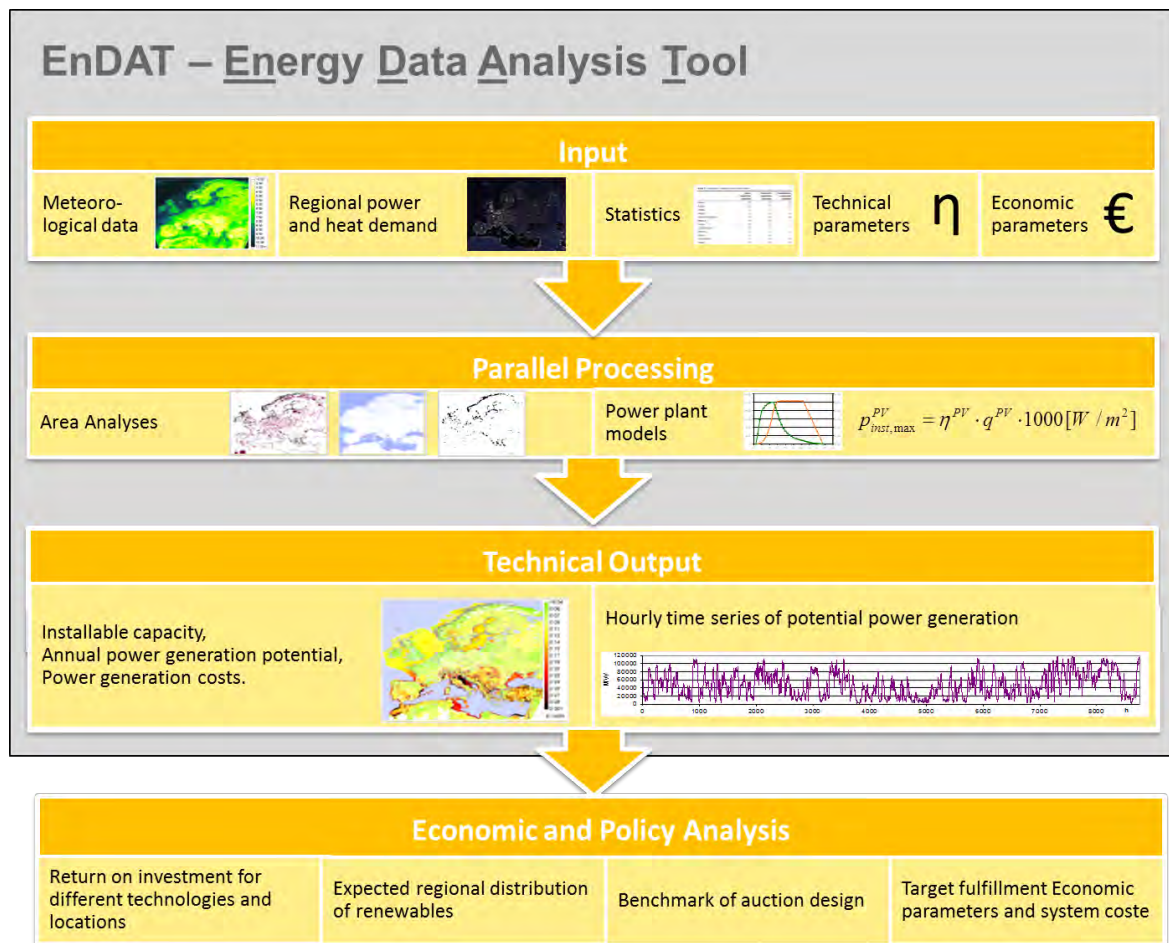 EnDAT – Energy Data Analysis Tool
Input
Meteoro-
logical data
Regional power
and heat demand
Statistics
Technical
parameters
η
Economic
parameters
€
Parallel Processing
Area Analyses
Power plant
models
p^{PV}_{inst,max} = η^{PV} · q^{PV} · 1000[W / m²]
Technical Output
Installable capacity,
Annual power generation potential,
Power generation costs.
Hourly time series of potential power generation
MW
120000
100000
80000
60000
40000
20000
0
0 1000 2000 3000 4000 5000 6000 7000 8000 h
Economic and Policy Analysis
Return on investment for
different technologies and
locations
Expected regional distribution
of renewables
Benchmark of auction design
Target fulfillment Economic
parameters and system coste